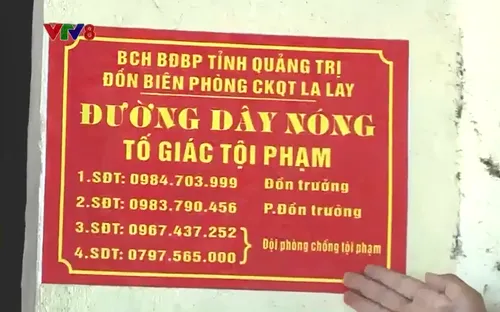 VTV8
BCH BĐBP TỈNH QUẢNG TRỊ
ĐỒN BIÊN PHÒNG CKQT LA LAY
ĐƯỜNG DÂY NÓNG
TỐ GIÁC TỘI PHẠM
1.SĐT: 0984.703.999 Đồn trưởng
2.SĐT: 0983.790.456 P.Đồn trưởng
3.SĐT: 0967.437.252
4.SĐT: 0797.565.000
Đội phòng chống tội phạm